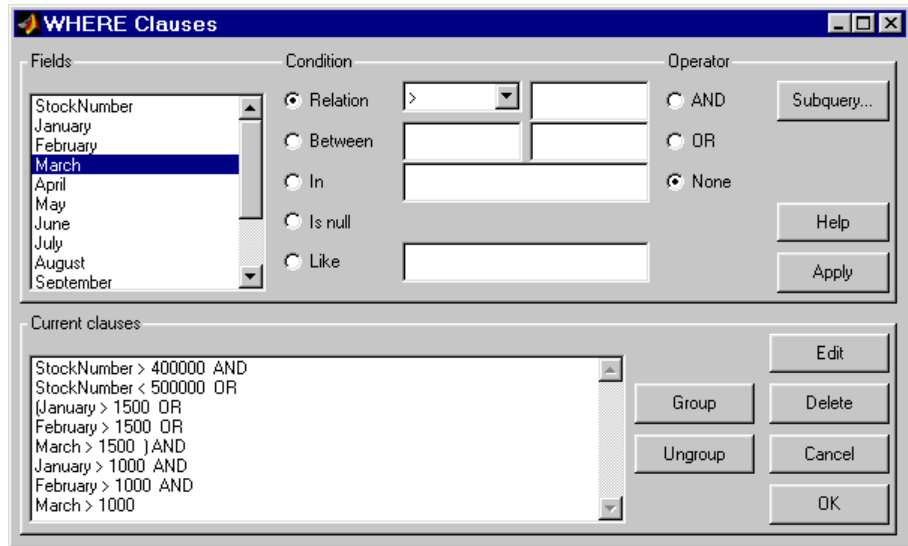 WHERE Clauses
Fields
StockNumber
January
February
March
April
May
June
July
August
September
Condition
Relation >
Between
In
Is null
Like
Operator
AND
OR
None
Subquery...
Help
Apply
Current clauses
StockNumber > 400000 AND
StockNumber < 500000 OR
(January > 1500 OR
February > 1500 OR
March > 1500 ) AND
January > 1000 AND
February > 1000 AND
March > 1000
Group
Ungroup
Edit
Delete
Cancel
OK